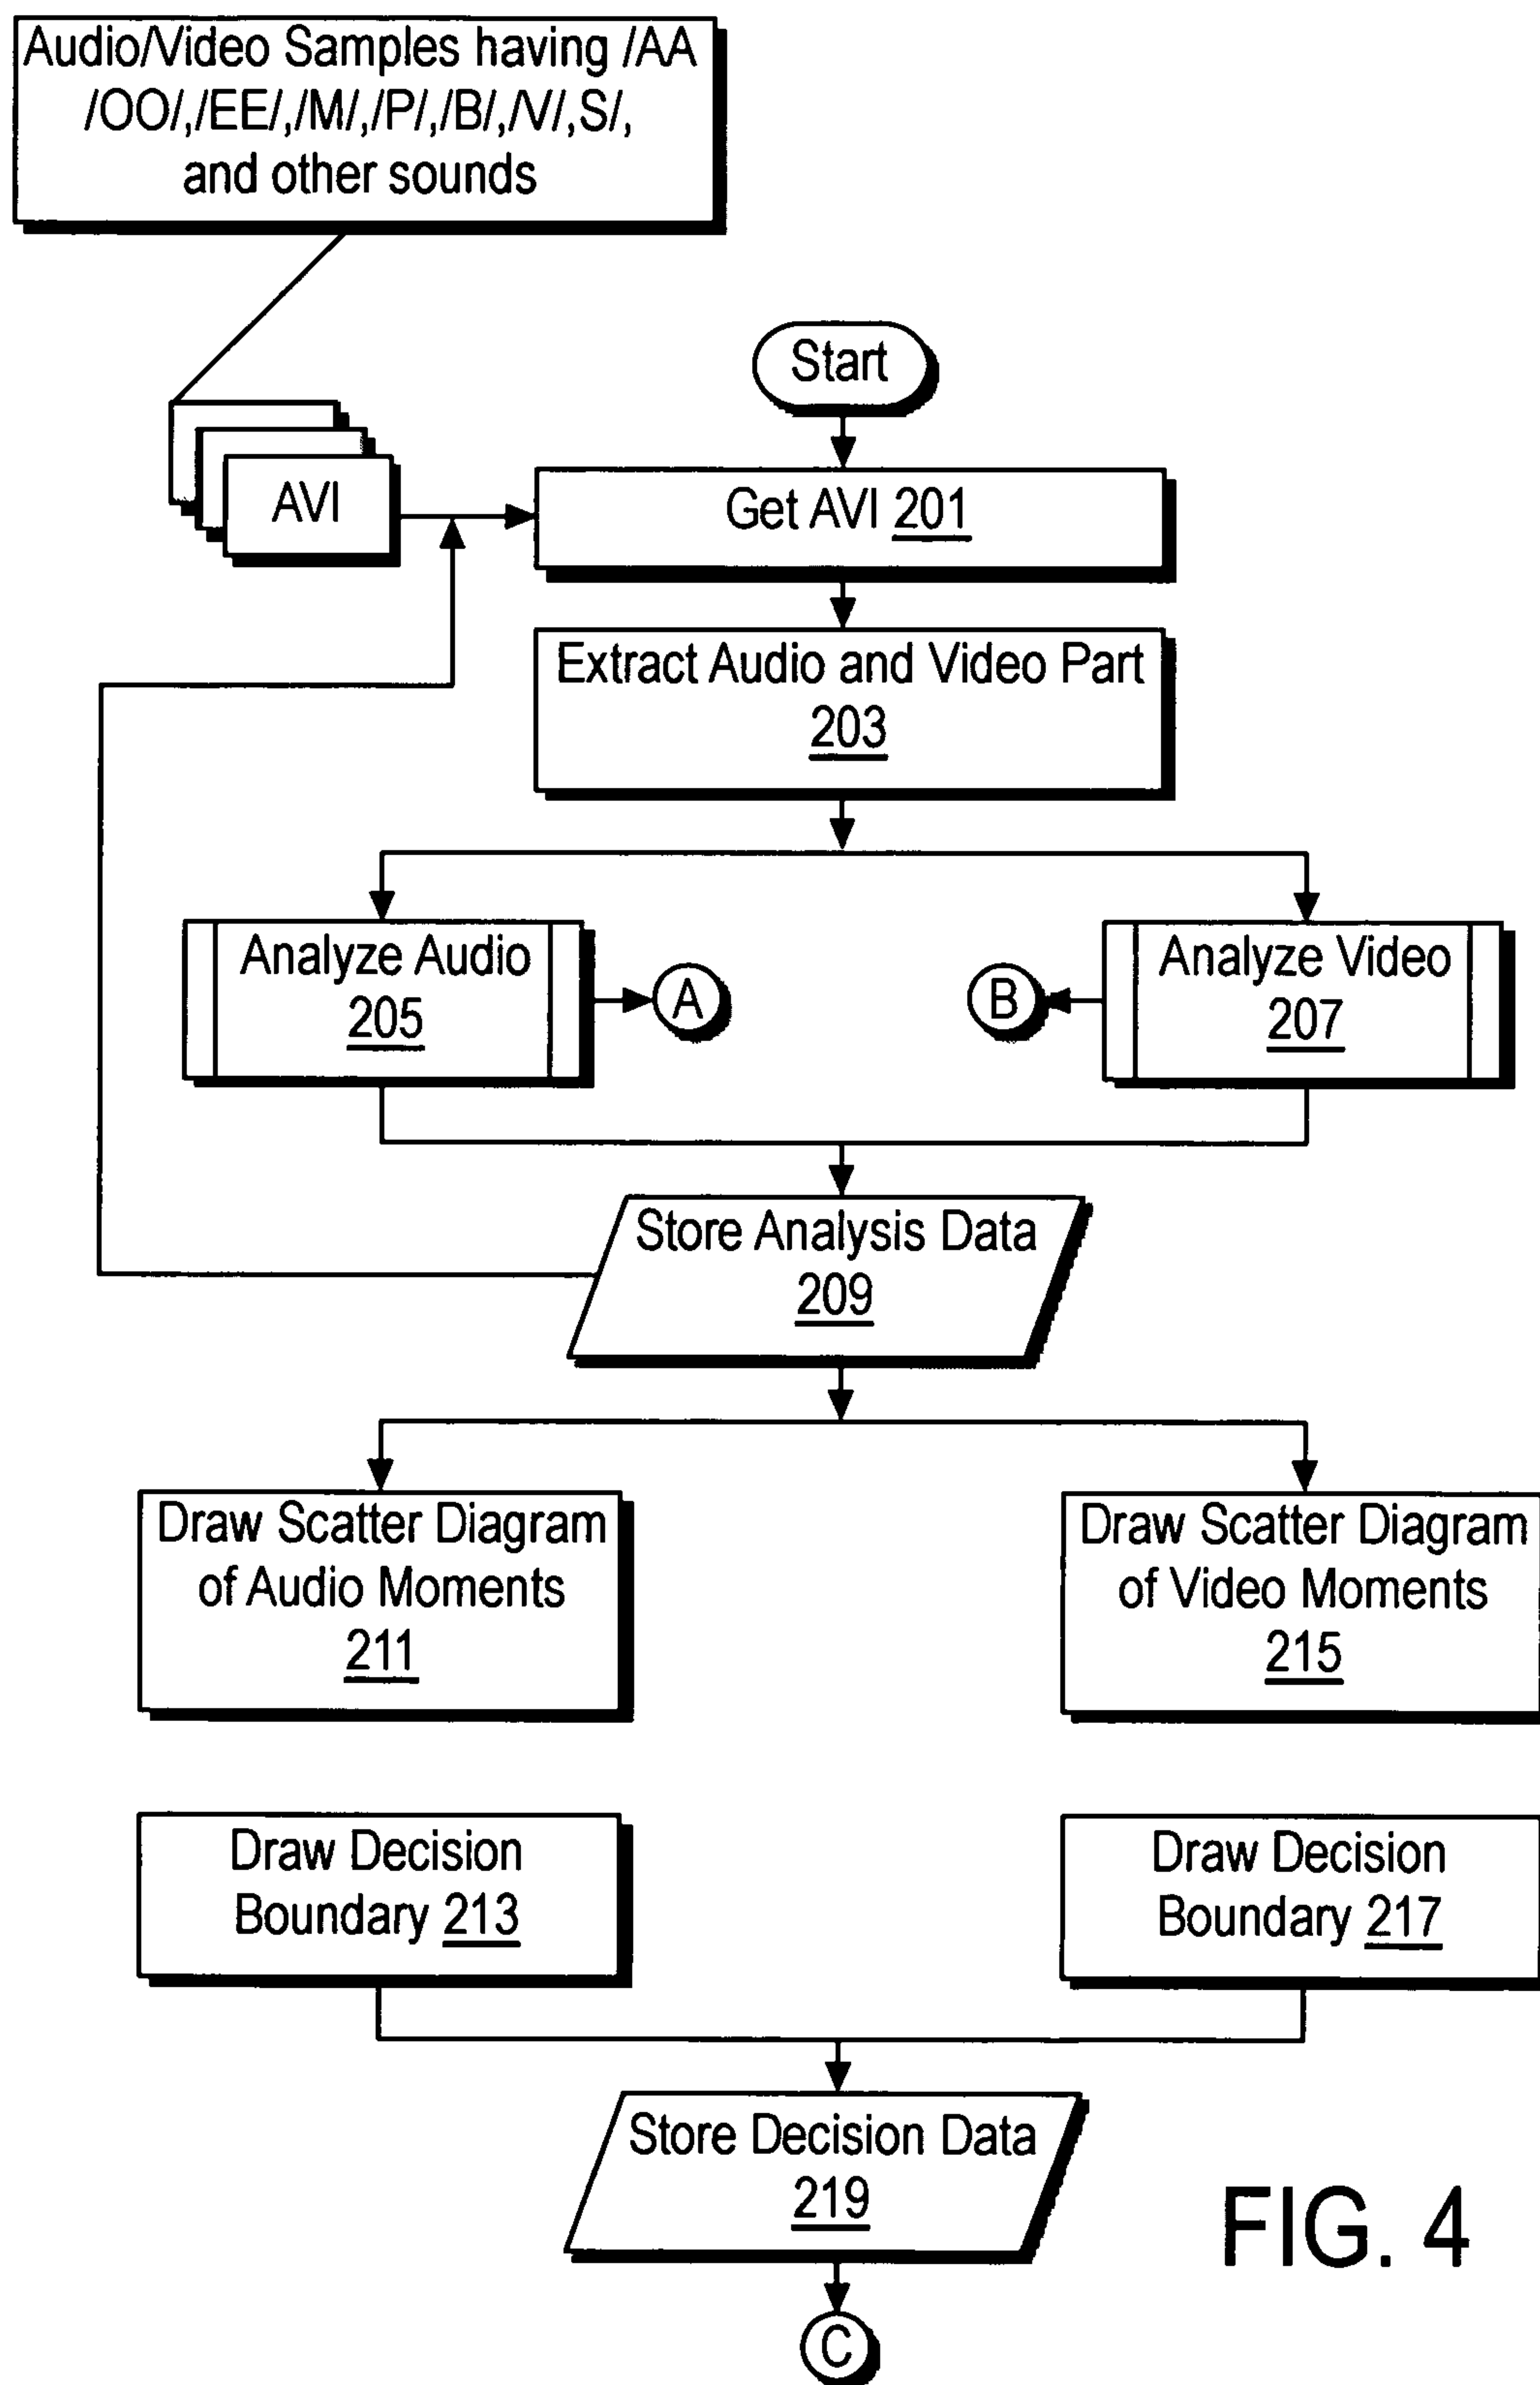 Audio/Video Samples having /AA
/OO/,/EE/,/M/,/P/,/B/,/V/,S/,
and other sounds
Start
AVI
Get AVI 201
Extract Audio and Video Part
203
Analyze Audio
205
A
B
Analyze Video
207
Store Analysis Data
209
Draw Scatter Diagram
of Audio Moments
211
Draw Scatter Diagram
of Video Moments
215
Draw Decision
Boundary 213
Draw Decision
Boundary 217
Store Decision Data
219
FIG. 4
C